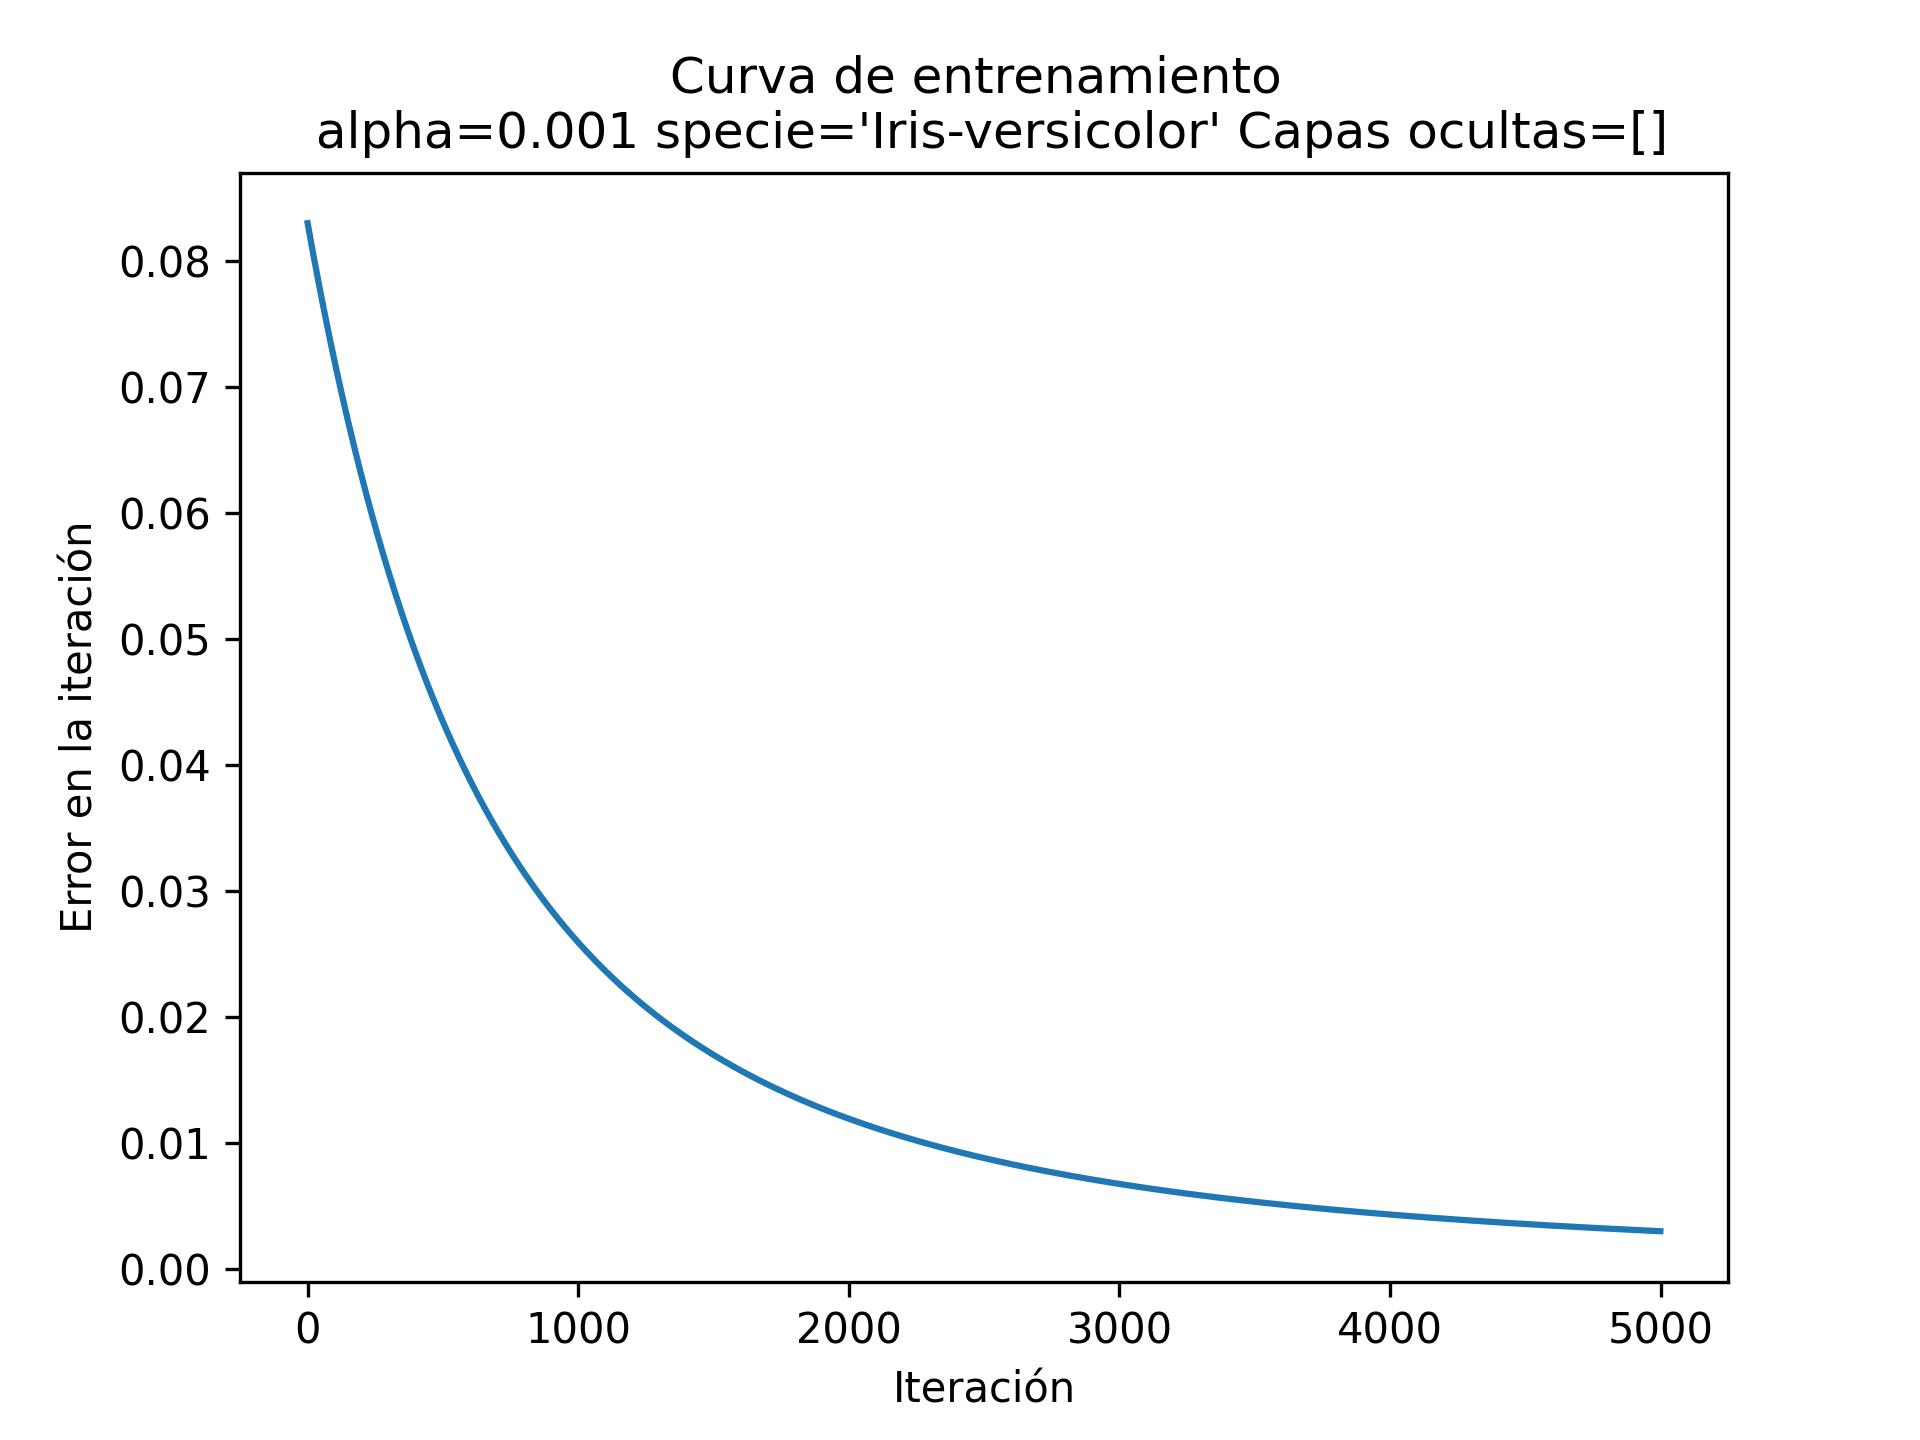 Curva de entrenamiento
alpha=0.001 specie='Iris-versicolor' Capas ocultas=[]
Error en la iteración
0.08
0.07
0.06
0.05
0.04
0.03
0.02
0.01
0.00
0 1000 2000 3000 4000 5000
Iteración